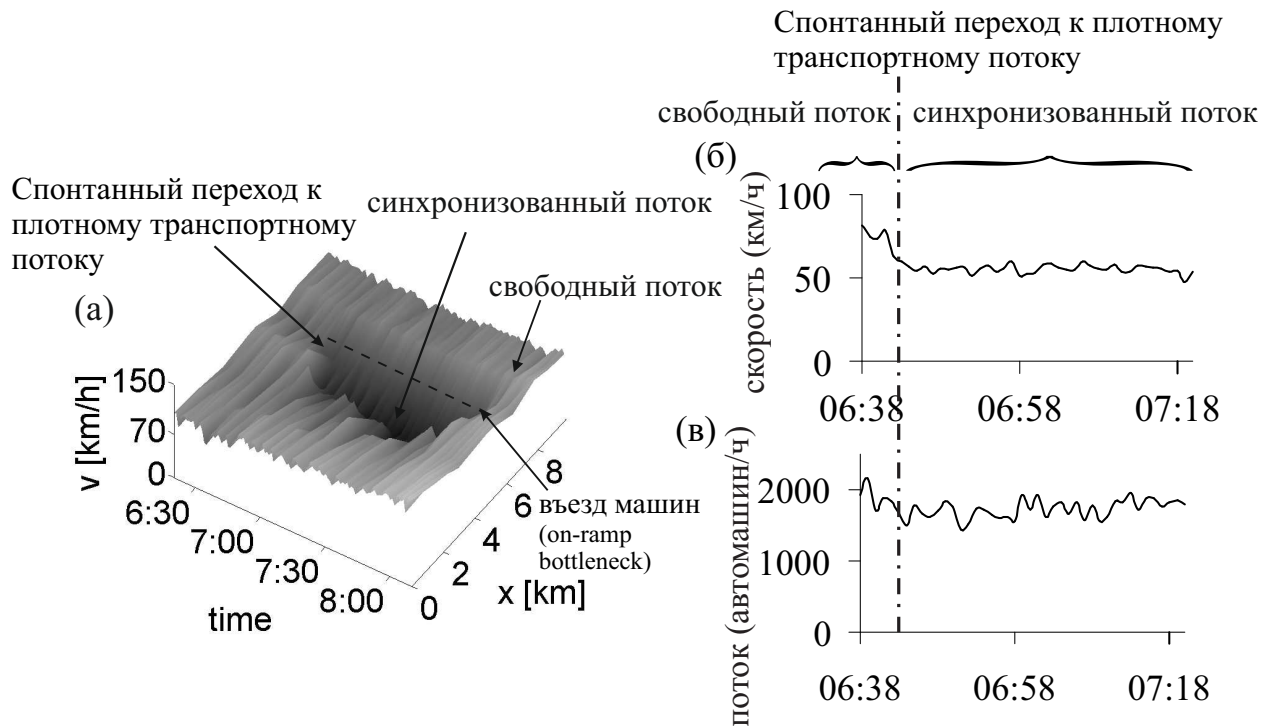 Спонтанный переход к
плотному транспортному
потоку
синхронизованный поток
свободный поток
(а)
150
70
0
v [km/h]
6:30
7:00
7:30
8:00
time
0
2
4
6
8
x [km]
въезд машин
(on-ramp
bottleneck)
Спонтанный переход к плотному
транспортному потоку
свободный поток
синхронизованный поток
(б)
скорость (км/ч)
100
50
0
06:38
06:58
07:18
(в)
поток (автомашин/ч)
2000
1000
0
06:38
06:58
07:18